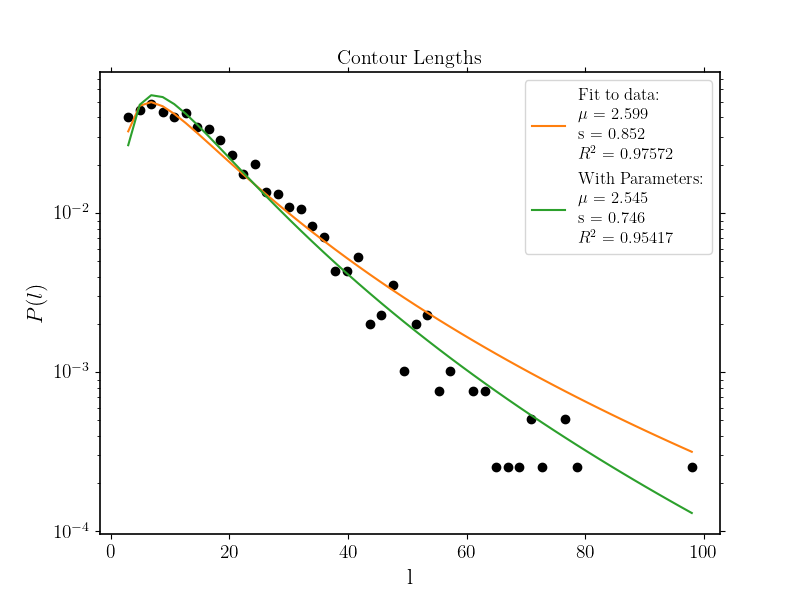 Contour Lengths
Fit to data:
μ = 2.599
s = 0.852
R² = 0.97572
With Parameters:
μ = 2.545
s = 0.746
R² = 0.95417
P(l)
10⁻²
10⁻³
10⁻⁴
0 20 40 60 80 100
l